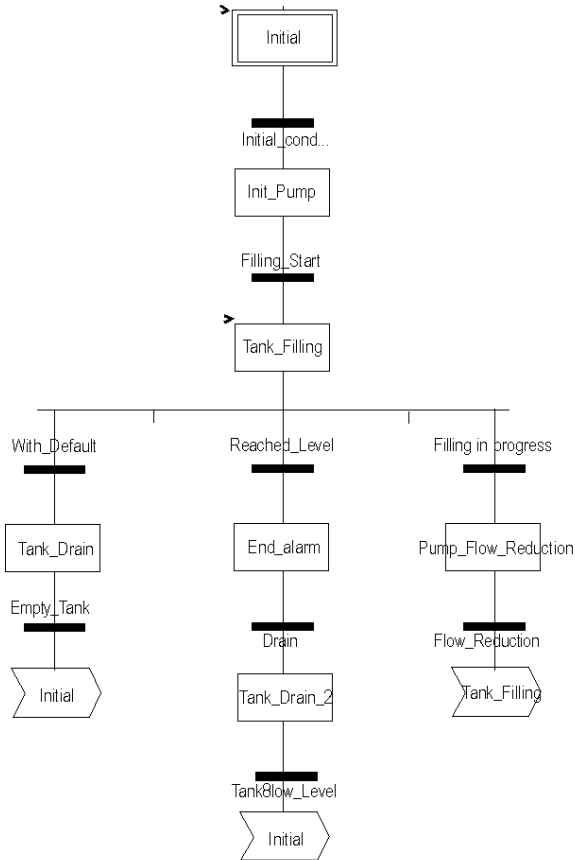 Initial
Initial_cond...
Init_Pump
Filling_Start
Tank_Filling
With_Default
Reached_Level
Filling in progress
Tank_Drain
End_alarm
Pump_Flow_Reduction
Empty_Tank
Drain
Flow_Reduction
Initial
Tank_Drain_2
Tank_Filling
Initial